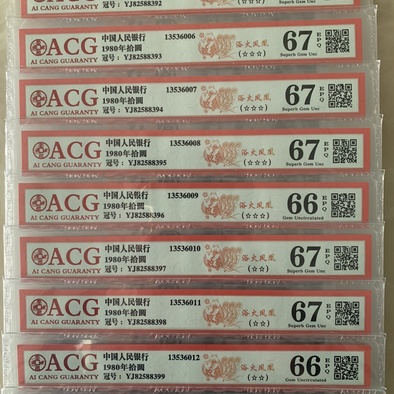 AI CANG GUARANTY
冠号：YJ82588392
ACG
AI CANG GUARANTY
中国人民银行
1980年拾圆
冠号：YJ82588393
13536006
浴火凤凰
(☆☆☆)
67
EPQ
Superb Gem Unc
ACG
AI CANG GUARANTY
中国人民银行
1980年拾圆
冠号：YJ82588394
13536007
浴火凤凰
(☆☆☆)
67
EPQ
Superb Gem Unc
ACG
AI CANG GUARANTY
中国人民银行
1980年拾圆
冠号：YJ82588395
13536008
浴火凤凰
(☆☆☆)
67
EPQ
Superb Gem Unc
ACG
AI CANG GUARANTY
中国人民银行
1980年拾圆
冠号：YJ82588396
13536009
浴火凤凰
(☆☆)
66
EPQ
Gem Uncirculated
ACG
AI CANG GUARANTY
中国人民银行
1980年拾圆
冠号：YJ82588397
13536010
浴火凤凰
(☆☆)
67
EPQ
Superb Gem Unc
ACG
AI CANG GUARANTY
中国人民银行
1980年拾圆
冠号：YJ82588398
13536011
浴火凤凰
(☆☆)
67
EPQ
Superb Gem Unc
ACG
AI CANG GUARANTY
中国人民银行
1980年拾圆
冠号：YJ82588399
13536012
浴火凤凰
(☆☆)
66
EPQ
Gem Uncirculated